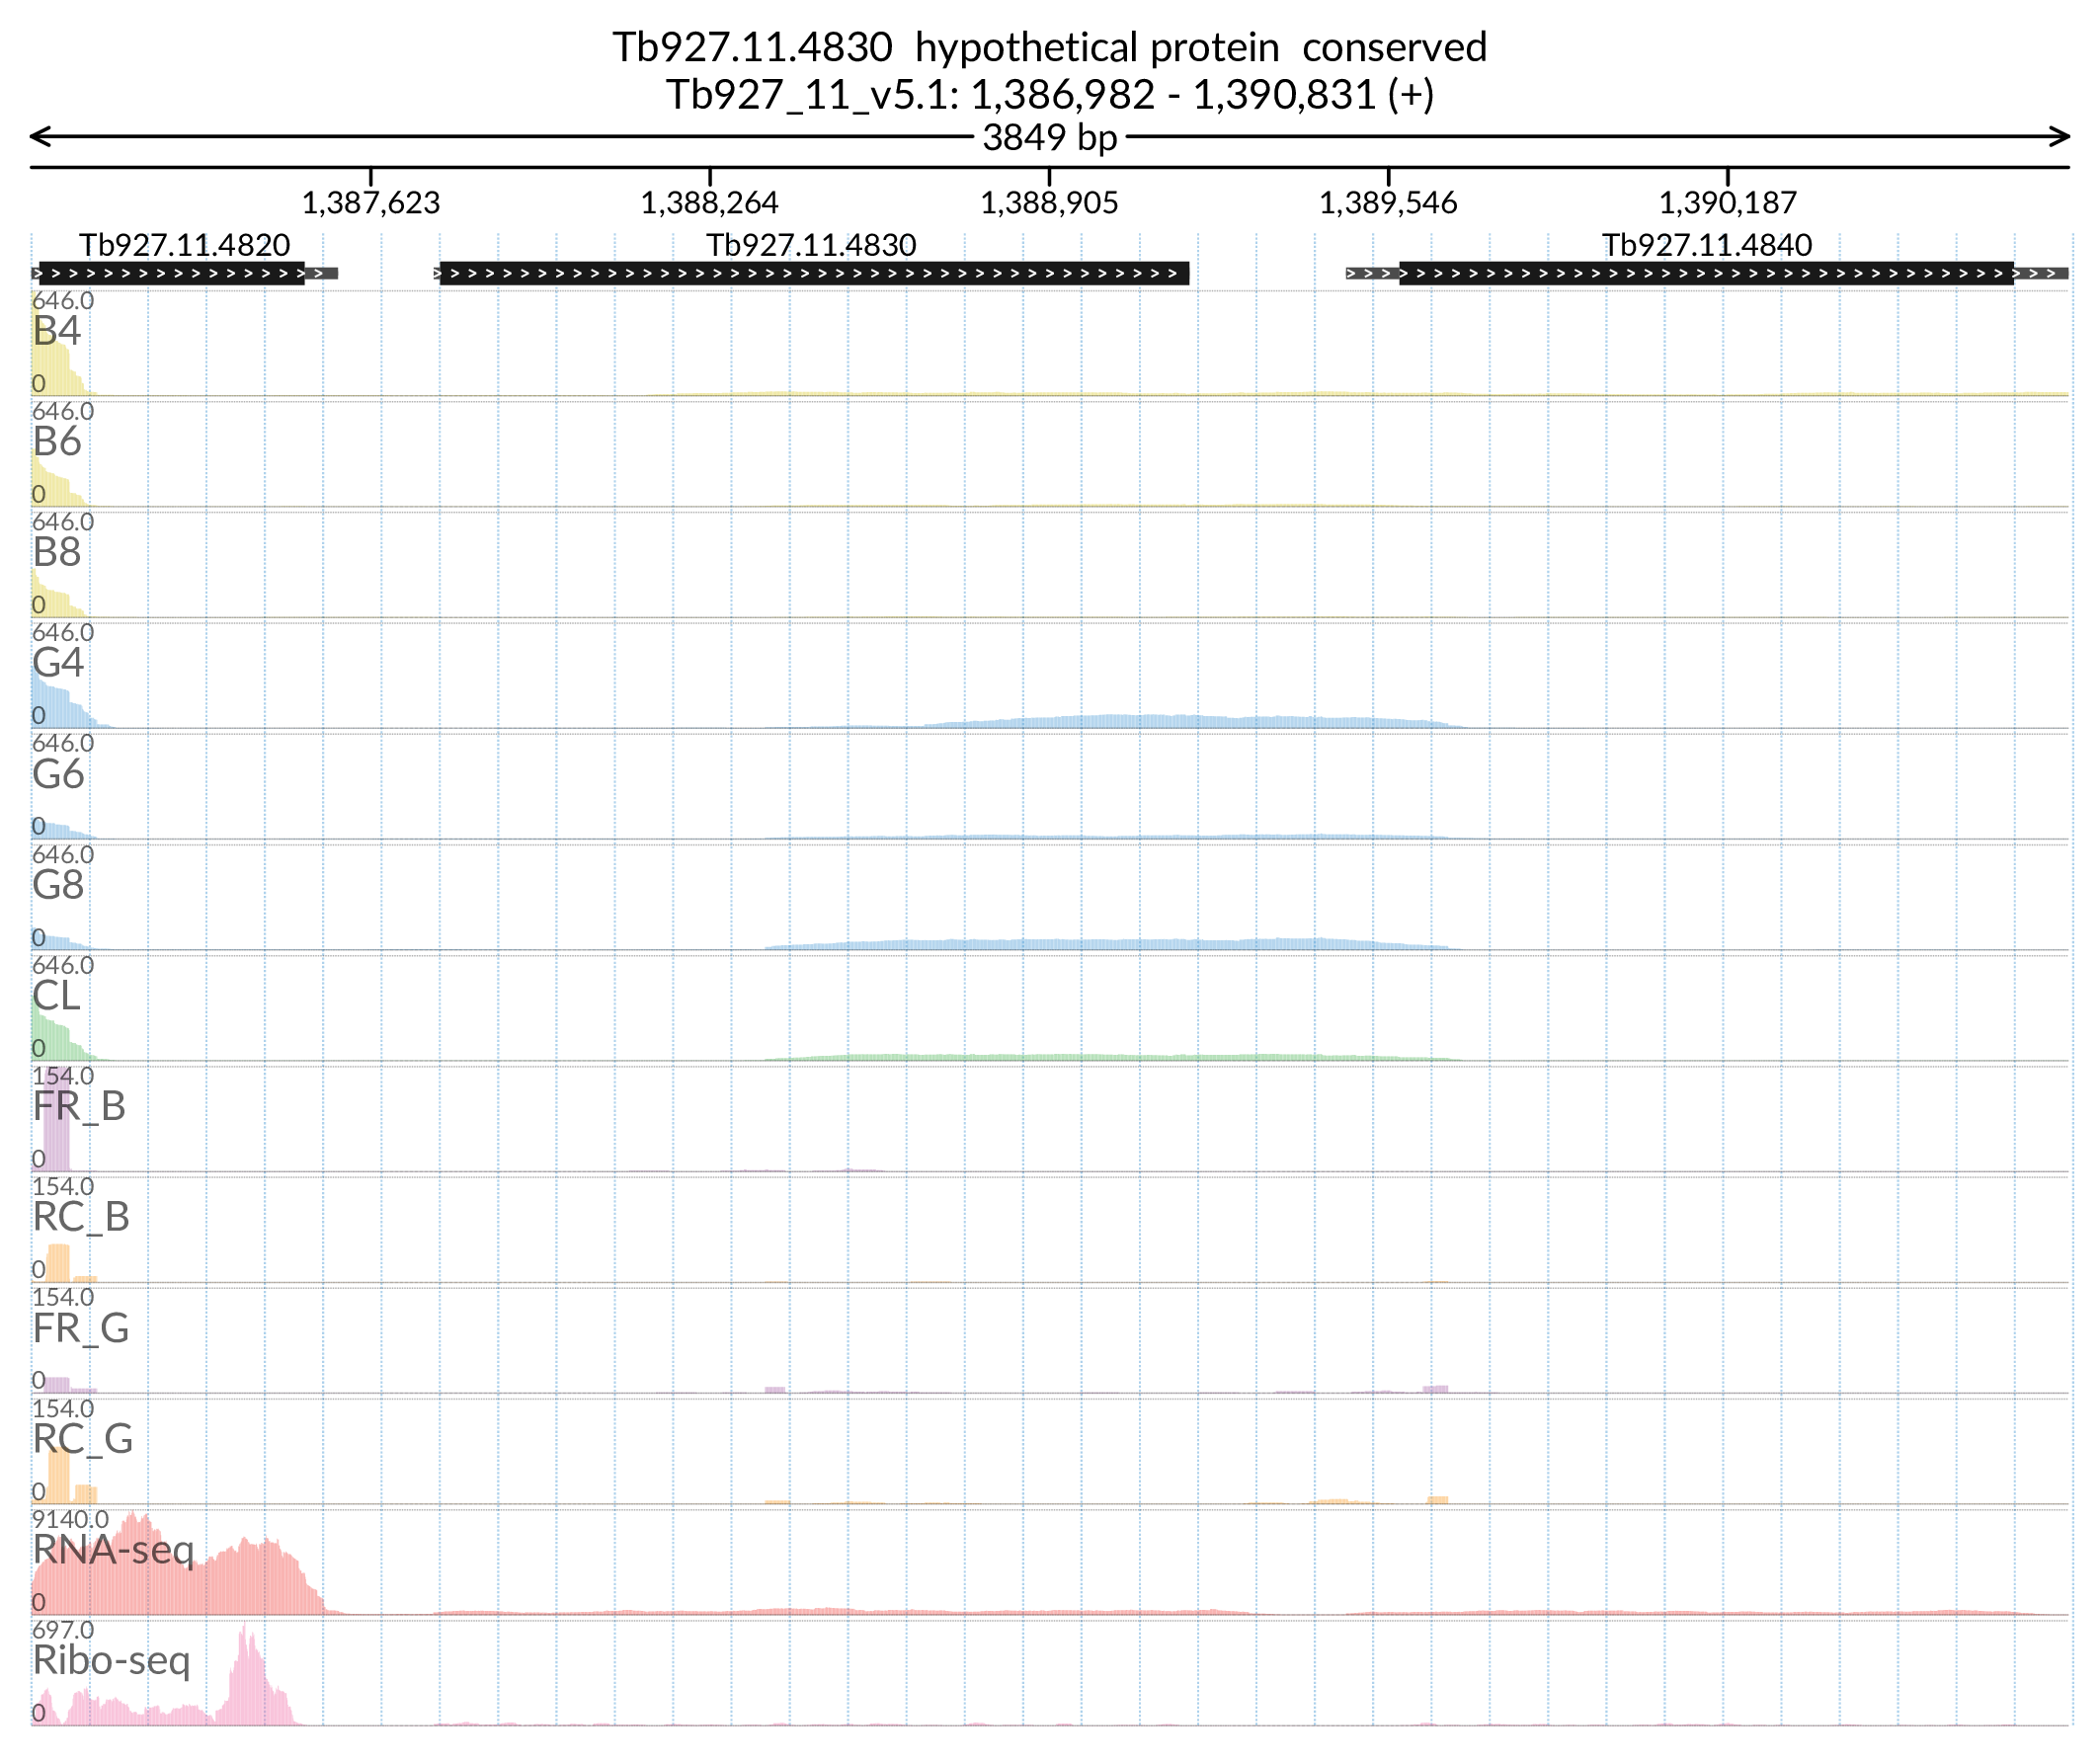 Tb927.11.4830  hypothetical protein  conserved
Tb927_11_v5.1: 1,386,982 - 1,390,831 (+)
3849 bp
1,387,623 1,388,264 1,388,905 1,389,546 1,390,187
Tb927.11.4820 Tb927.11.4830 Tb927.11.4840
646.0
B4
0
646.0
B6
0
646.0
B8
0
646.0
G4
0
646.0
G6
0
646.0
G8
0
646.0
CL
0
154.0
FR_B
0
154.0
RC_B
0
154.0
FR_G
0
154.0
RC_G
0
9140.0
RNA-seq
0
697.0
Ribo-seq
0